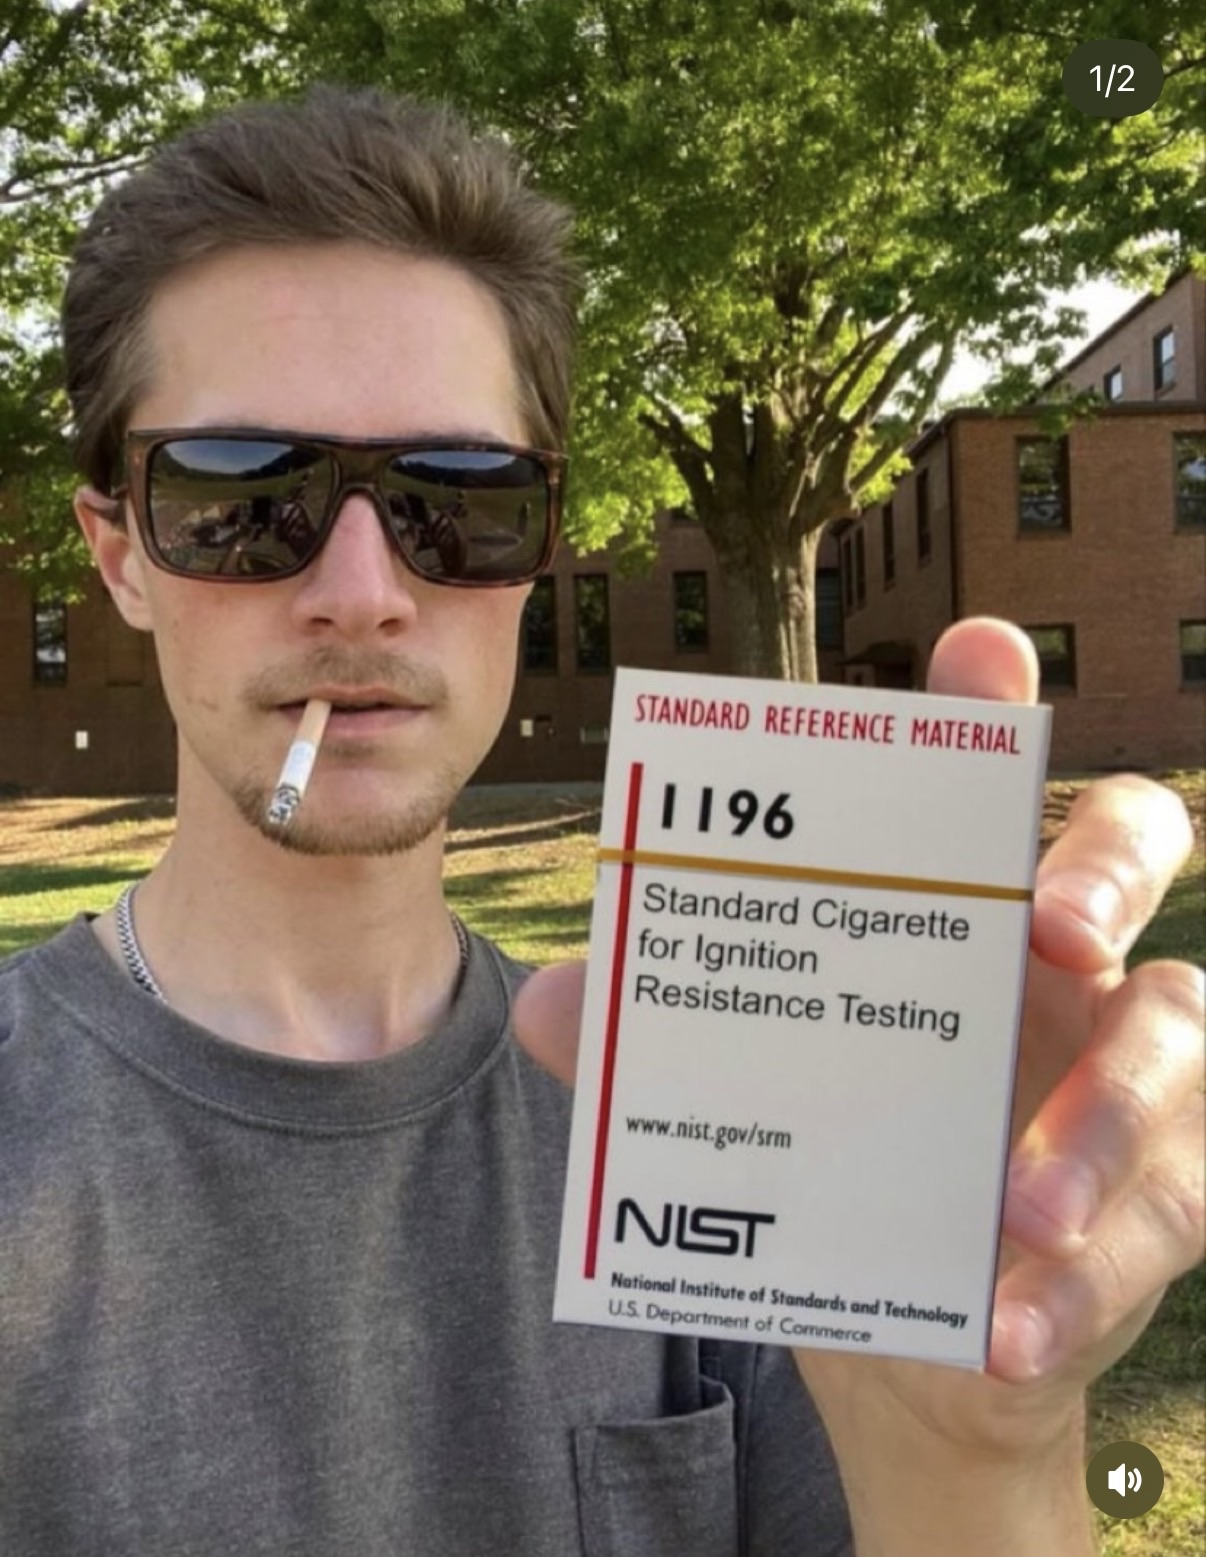 1/2
STANDARD REFERENCE MATERIAL
1196
Standard Cigarette
for Ignition
Resistance Testing
www.nist.gov/srm
NIST
National Institute of Standards and Technology
U.S. Department of Commerce